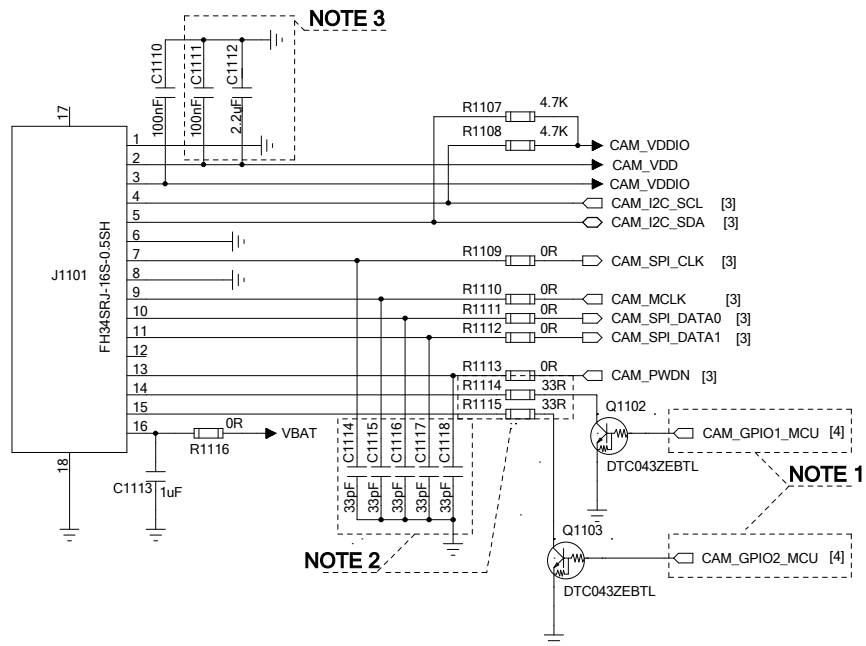 NOTE 3
C1110
C1111
C1112
100nF
100nF
2.2uF
17
R1107
4.7K
R1108
4.7K
1
CAM_VDDIO
2
CAM_VDD
3
CAM_VDDIO
4
CAM_I2C_SCL [3]
5
CAM_I2C_SDA [3]
6
7
R1109
0R
CAM_SPI_CLK [3]
J1101
FH34SRJ-16S-0.5SH
8
9
R1110
0R
CAM_MCLK [3]
10
R1111
0R
CAM_SPI_DATA0 [3]
11
R1112
0R
CAM_SPI_DATA1 [3]
12
13
R1113
0R
CAM_PWDN [3]
14
R1114
33R
15
R1115
33R
Q1102
16
0R
VBAT
R1116
CAM_GPIO1_MCU [4]
DTC043ZEBTL
NOTE 1
18
C1113
1uF
C1114
C1115
C1116
C1117
C1118
33pF
33pF
33pF
33pF
33pF
Q1103
NOTE 2
CAM_GPIO2_MCU [4]
DTC043ZEBTL